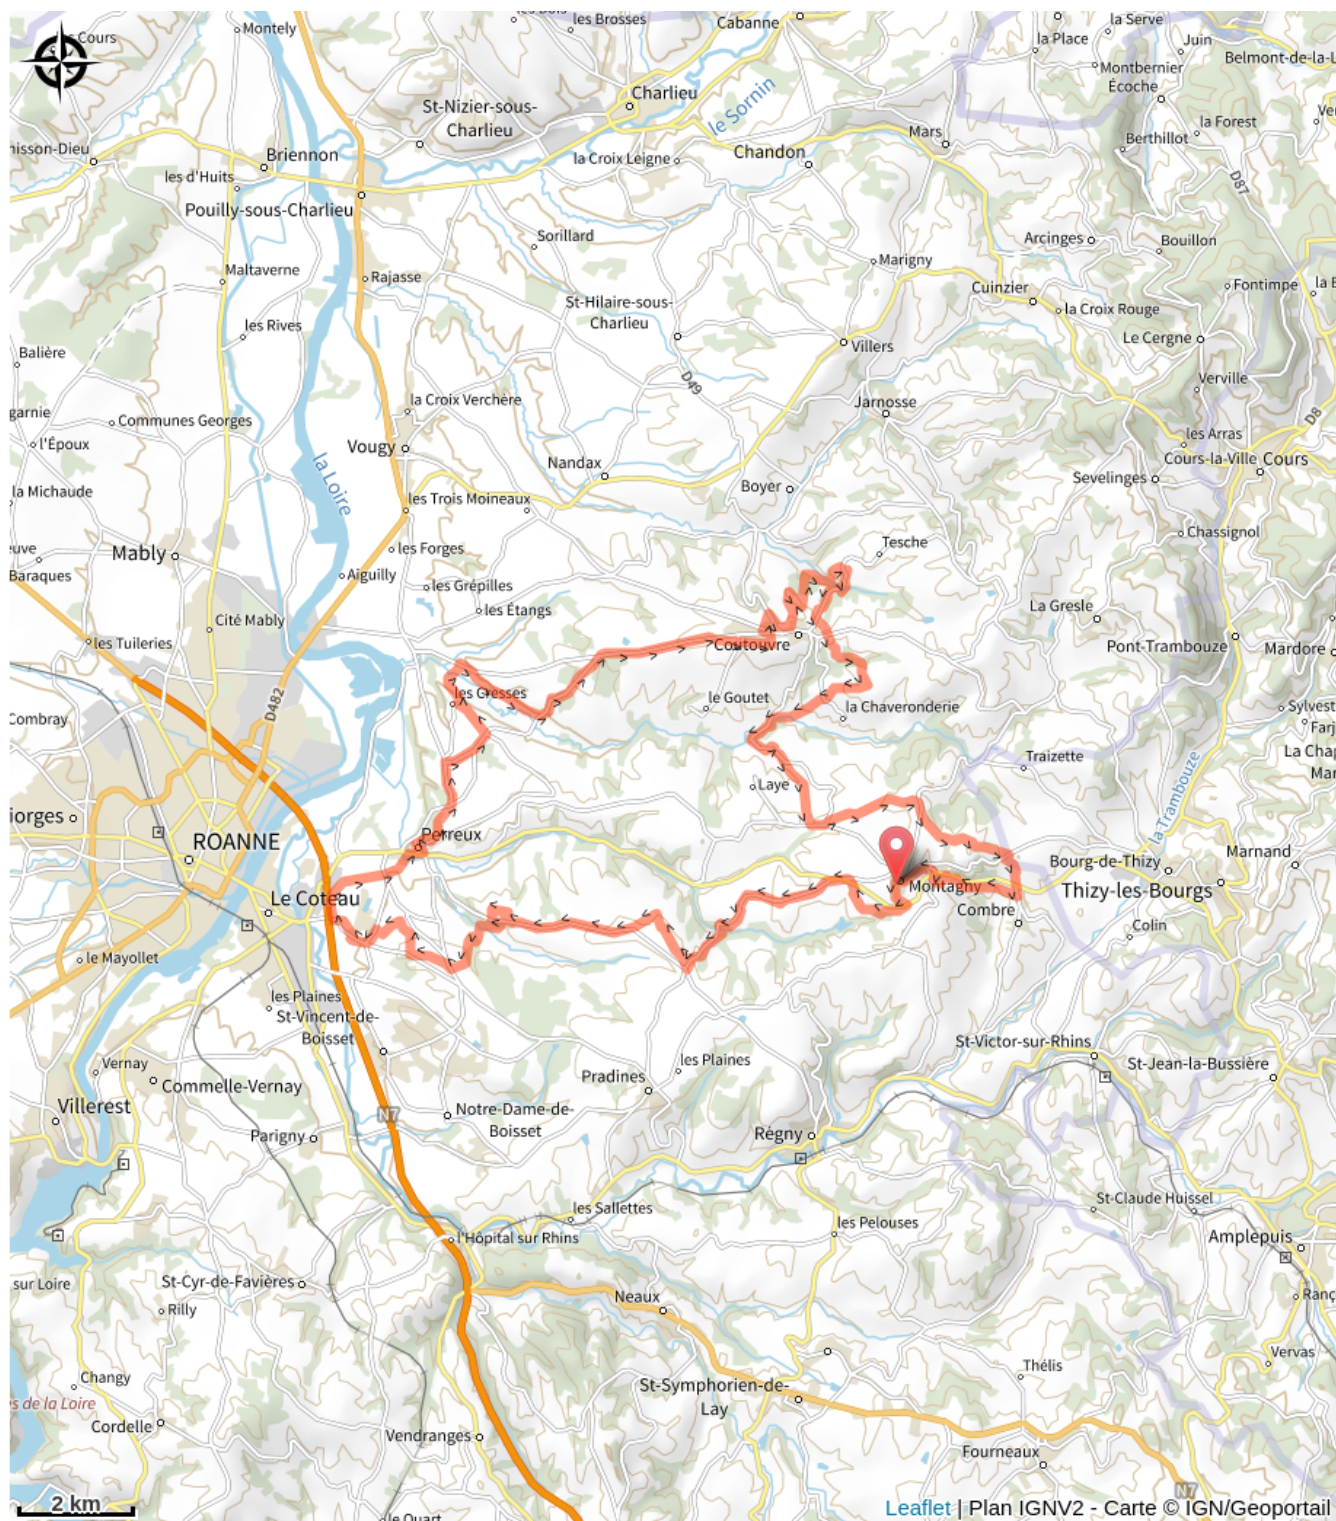 les Brosses
Cabanne
la Serve
Montely
Cours
la Place
Juin
Belmont-de-la-L
Montbernier
Écoche
Charlieu
St-Nizier-sous-
Charlieu
le Sornin
la Forest
Mars
Berthillot
nisson-Dieu
Briennon
la Croix Leigne
Chandon
les d'Huits
D87
Pouilly-sous-Charlieu
Sorillard
Arcinges
Bouillon
Maltaverne
Rajasse
Marigny
Cuinzier
Fontimpe
St-Hilaire-sous-
Charlieu
la Croix Rouge
les Rives
Le Cergne
Villers
Balière
D49
Verville
la Croix Verchère
Jarnosse
garnie
Communes Georges
D8
l'Époux
Vougy
les Arras
Nandax
Cours-la-Ville
Cours
la Loire
Boyer
Sevelinges
la Michaude
les Trois Moineaux
Chassignol
Mably
les Forges
Tesche
euve
Baraques
Aiguilly
les Grépilles
La Gresle
les Étangs
Cité Mably
les Tuileries
Coutouvre
Pont-Trambouze
Mardore
les Gresses
le Goutet
D482
la Chaveronderie
Combray
Sylvest
Farj
La Chap
Mar
Traizette
Laye
la Trambouze
iorges
ROANNE
Perreux
Bourg-de-Thizy
Marnand
Montagny
Thizy-les-Bourgs
Le Coteau
Combre
Colin
le Mayollet
les Plaines
St-Vincent-de-
Boisset
St-Victor-sur-Rhins
Vernay
les Plaines
St-Jean-la-Bussière
Commelle-Vernay
Pradines
Villerest
N7
Notre-Dame-de-
Boisset
Parigny
Régny
St-Claude Huissel
les Sallettes
les Pelouses
l'Hôpital sur Rhins
Amplepuis
sur Loire
St-Cyr-de-Favières
Neaux
Rilly
Ranç
Vervas
Thélis
Changy
s de la Loire
St-Symphorien-de-
Lay
Cordelle
Vendranges
Fourneaux
N7
2 km
le Quart
Leaflet | Plan IGNV2 - Carte © IGN/Geoportail